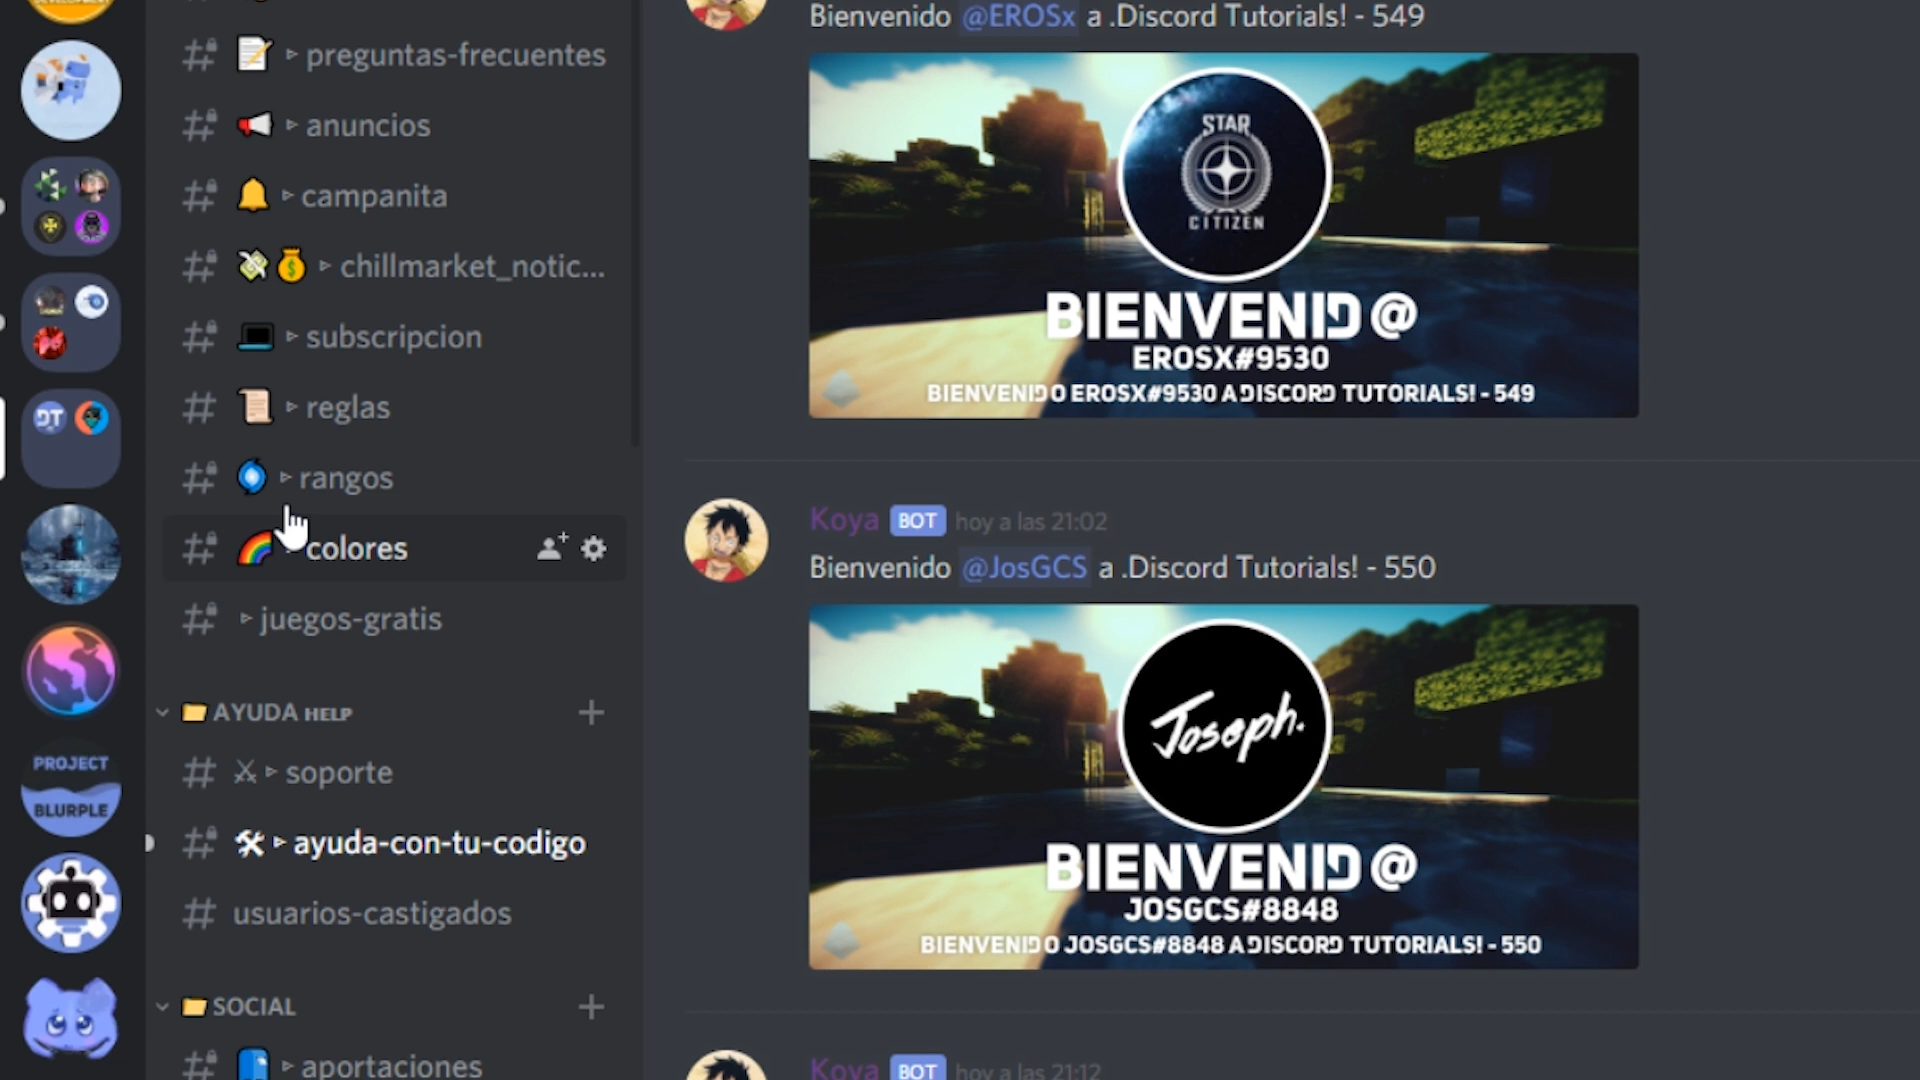 ▹ preguntas-frecuentes
▹ anuncios
▹ campanita
▹ chillmarket_notic...
▹ subscripcion
▹ reglas
▹ rangos
colores
▹ juegos-gratis
AYUDA HELP
▹ soporte
▹ ayuda-con-tu-codigo
usuarios-castigados
SOCIAL
▹ aportaciones
DT
PROJECT
BLURPLE
Bienvenido @EROSx a .Discord Tutorials! - 549
STAR
CITIZEN
BIENVENID@
EROSX#9530
BIENVENIDO EROSX#9530 A DISCORD TUTORIALS! - 549
Koya BOT hoy a las 21:02
Bienvenido @JosGCS a .Discord Tutorials! - 550
Joseph.
BIENVENID@
JOSGCS#8848
BIENVENIDO JOSGCS#8848 A DISCORD TUTORIALS! - 550
Koya BOT hoy a las 21:12